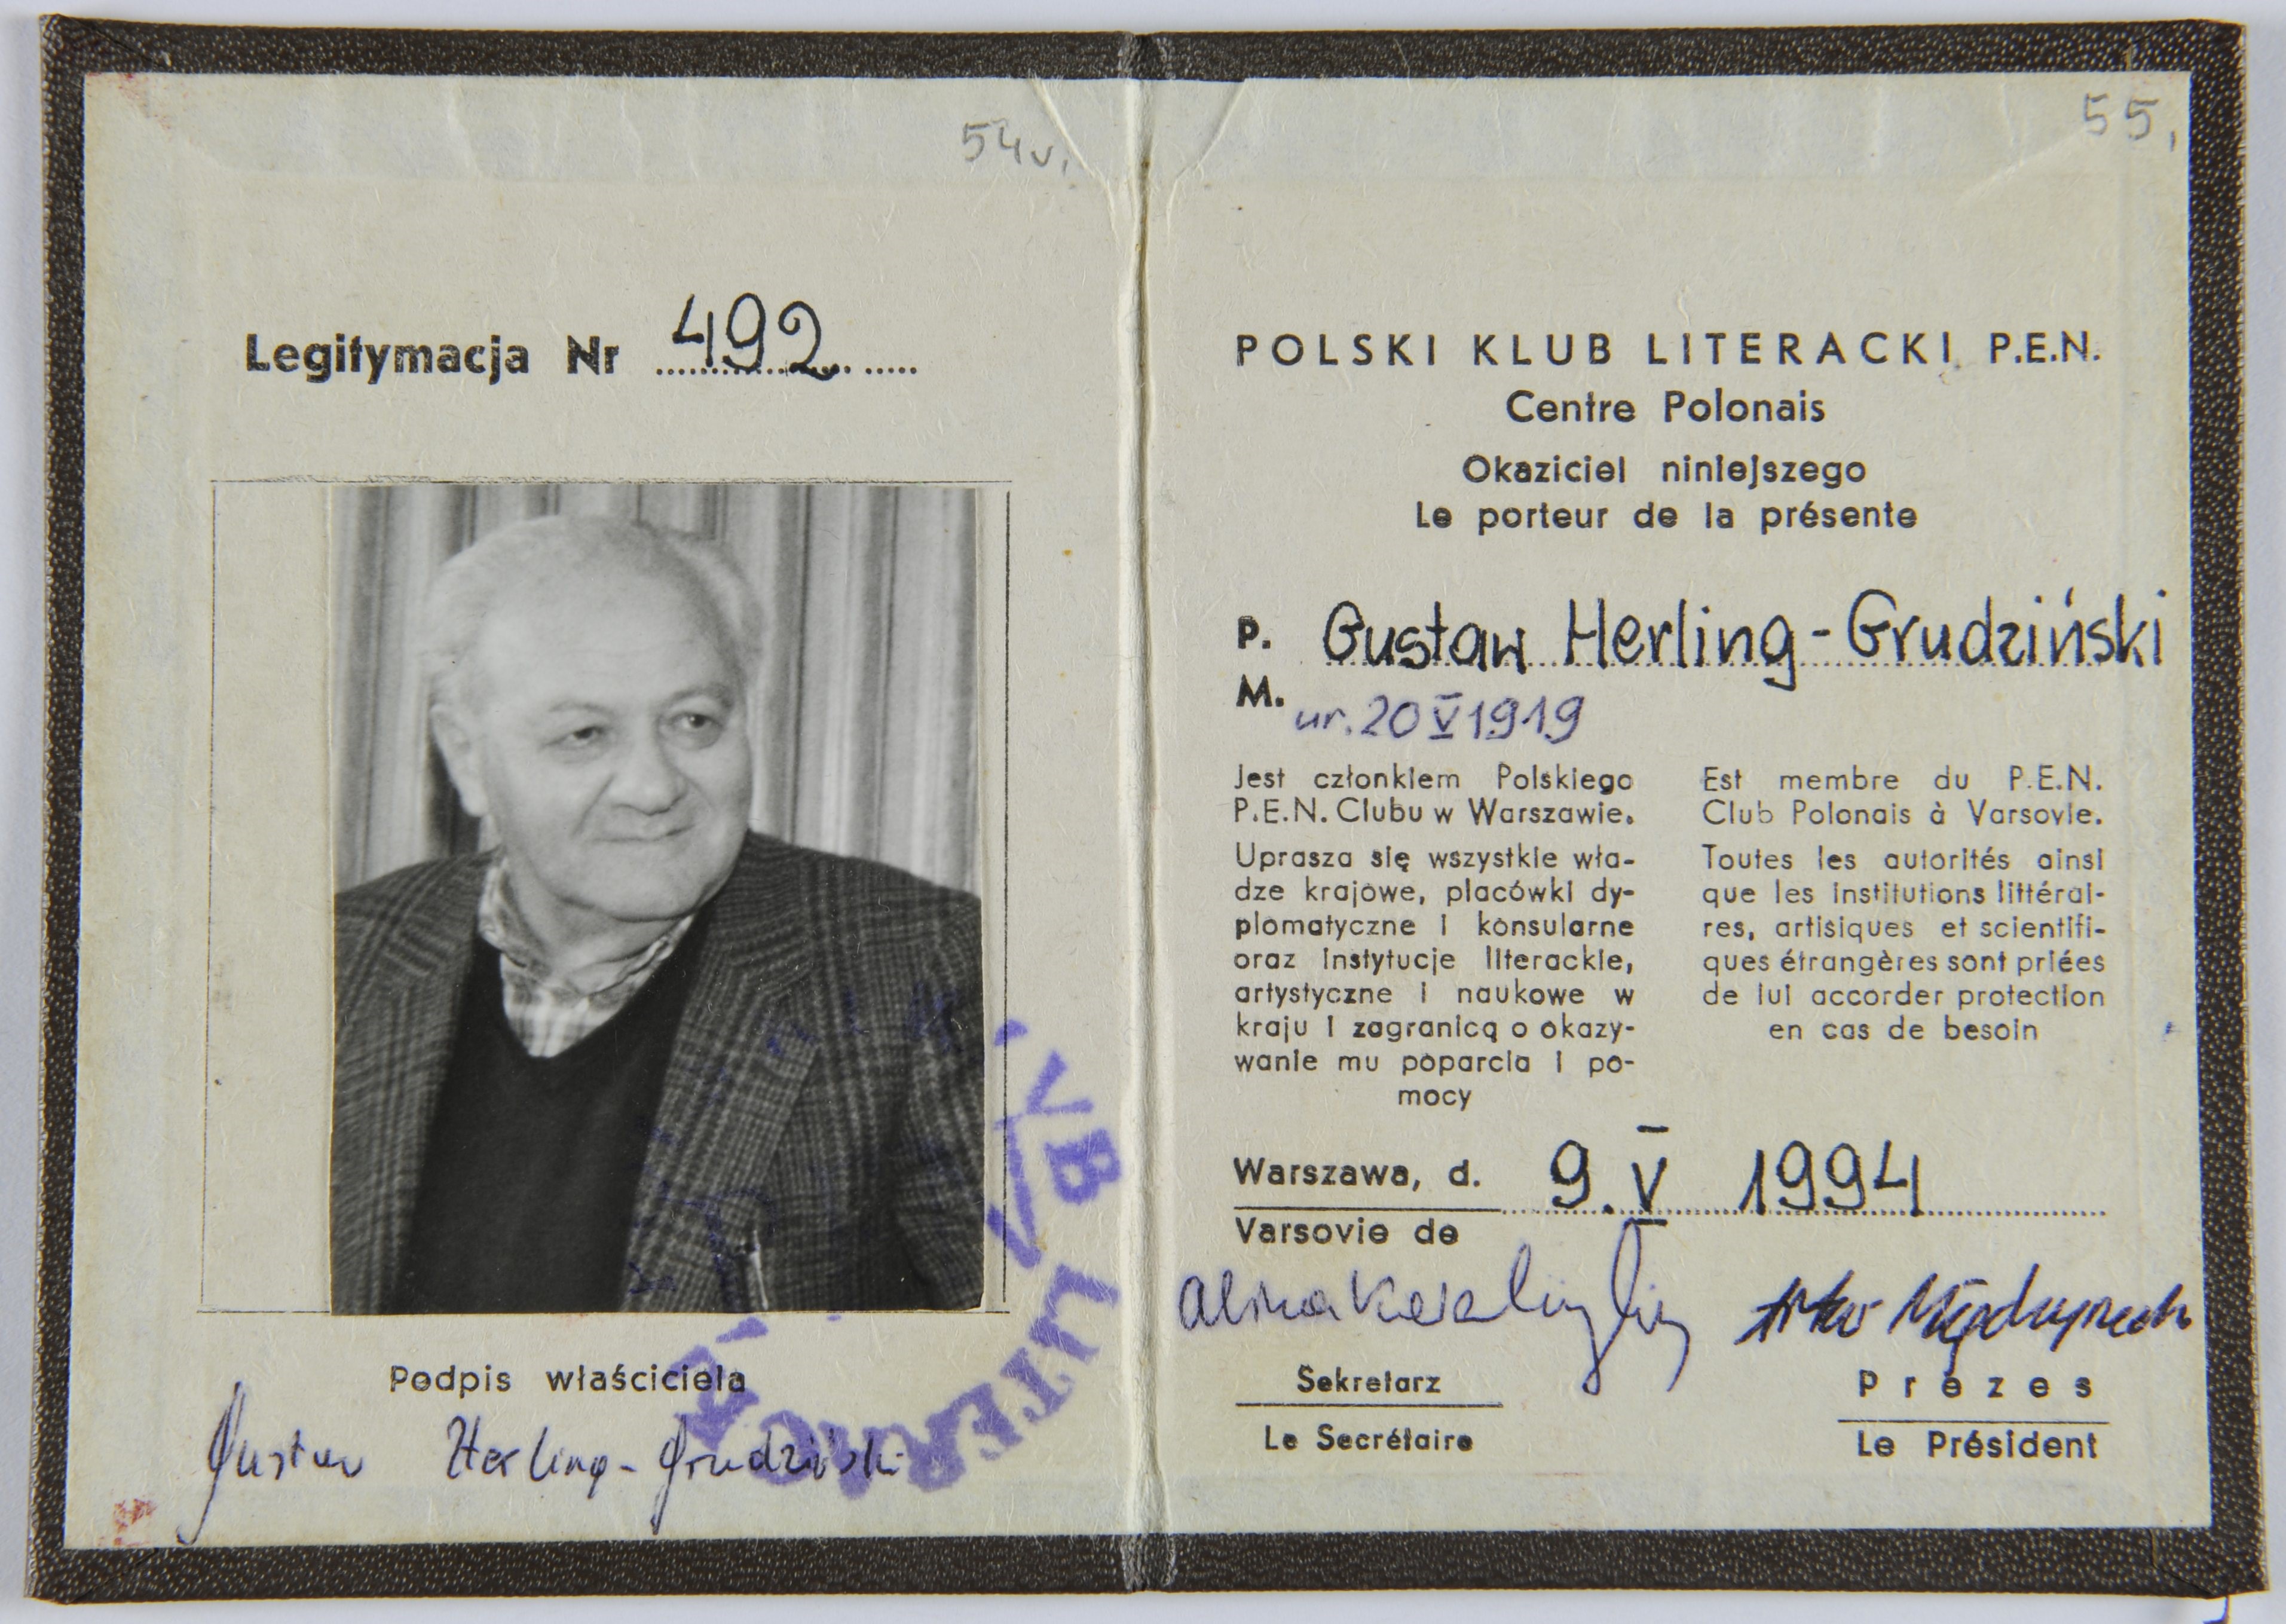 54v.
Legitymacja Nr 492
Podpis właściciela
Gustaw Herling-Grudziński
KLUB LITERACKI
55.
POLSKI KLUB LITERACKI P.E.N.
Centre Polonais
Okaziciel niniejszego
Le porteur de la présente
P. Gustaw Herling-Grudziński
M.
ur. 20 V 1919
Jest członkiem Polskiego
P.E.N. Clubu w Warszawie.
Uprasza się wszystkie wła-
dze krajowe, placówki dy-
plomatyczne i konsularne
oraz instytucje literackie,
artystyczne i naukowe w
kraju i zagranicą o okazy-
wanie mu poparcia i po-
mocy
Est membre du P.E.N.
Club Polonais à Varsovie.
Toutes les autorités ainsi
que les institutions littérai-
res, artisiques et scientifi-
ques étrangères sont priées
de lui accorder protection
en cas de besoin
Warszawa, d. 9. V 1994
Varsovie de
Sekretarz
Le Secrétaire
Prezes
Le Président